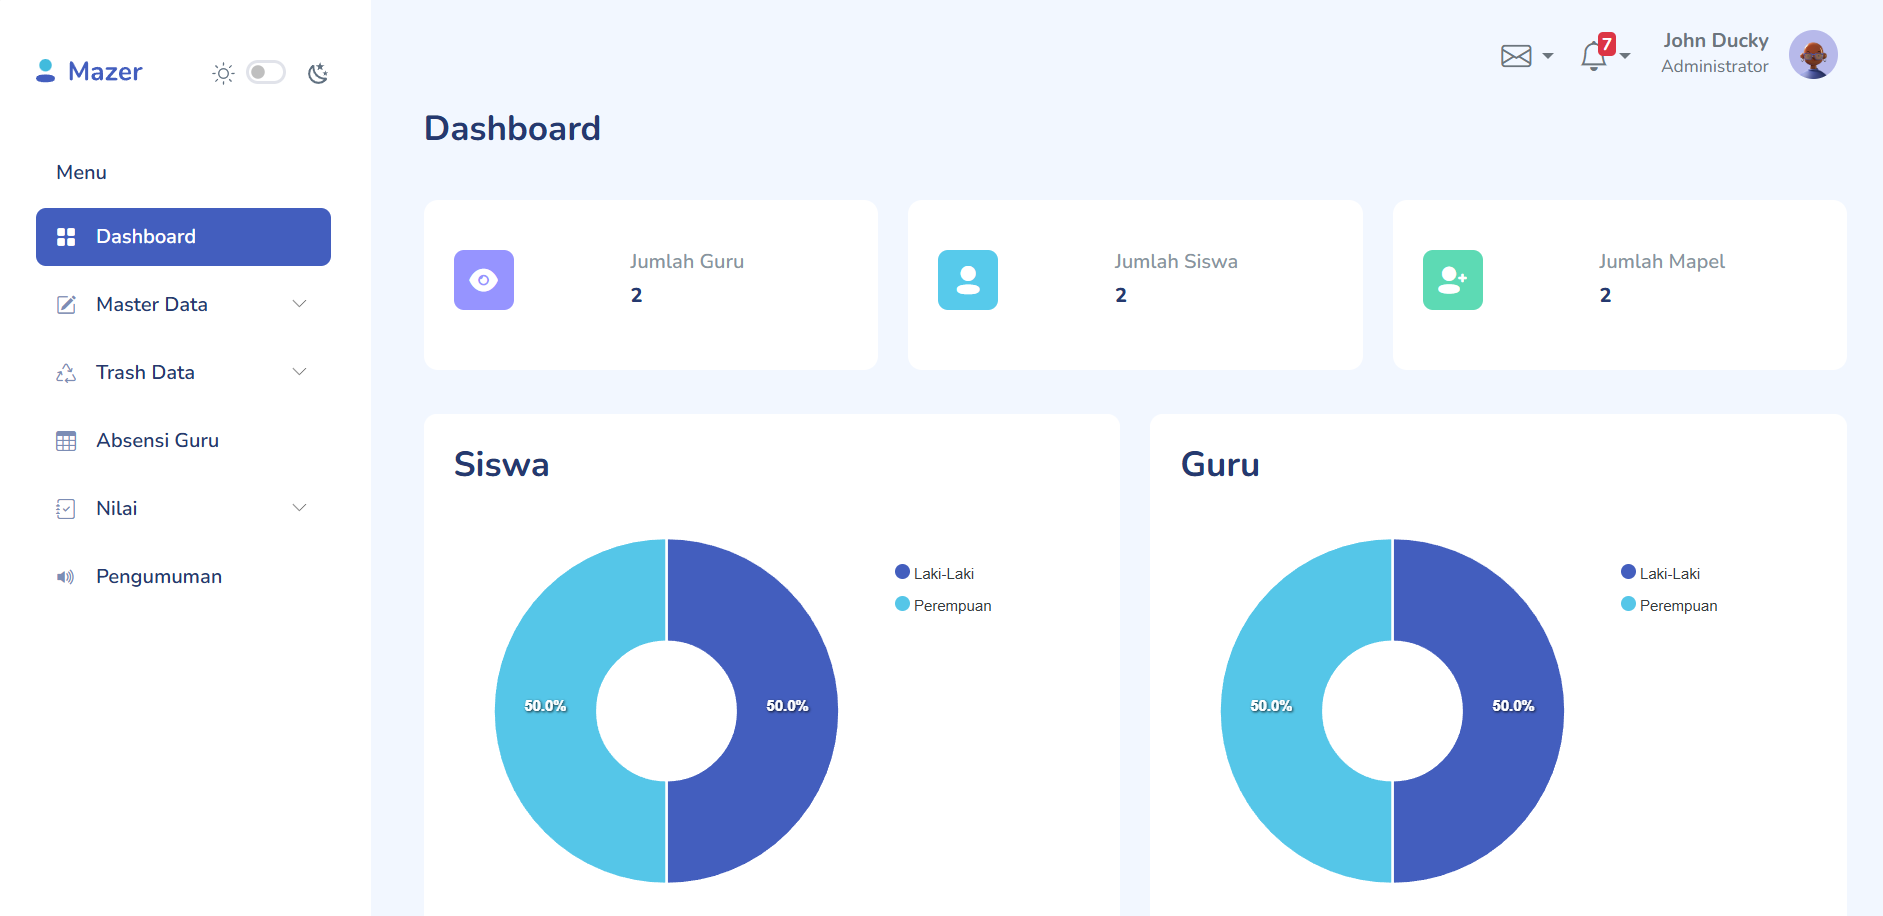 Mazer
Menu
Dashboard
Master Data
Trash Data
Absensi Guru
Nilai
Pengumuman
7
John Ducky
Administrator
Dashboard
Jumlah Guru
2
Jumlah Siswa
2
Jumlah Mapel
2
Siswa
50.0%
50.0%
Laki-Laki
Perempuan
Guru
50.0%
50.0%
Laki-Laki
Perempuan